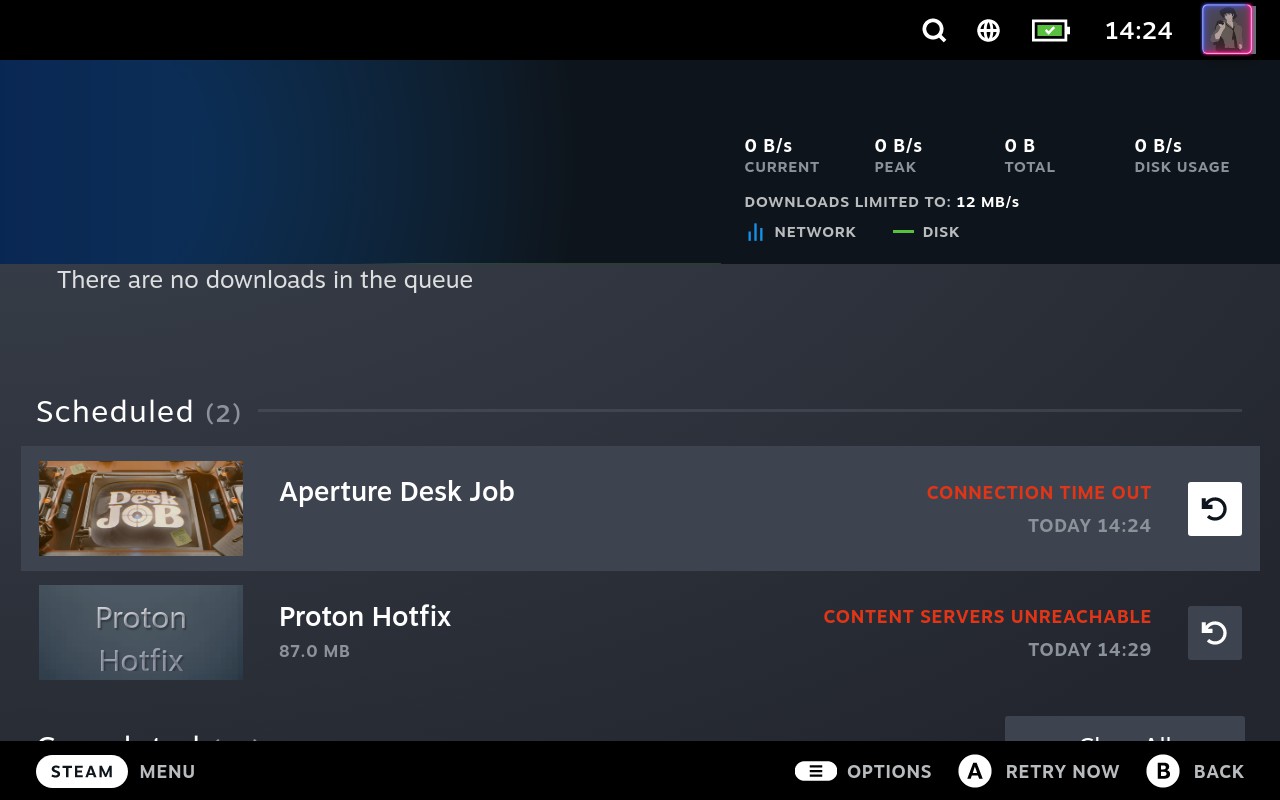 14:24
0 B/s 0 B/s 0 B 0 B/s
CURRENT PEAK TOTAL DISK USAGE
DOWNLOADS LIMITED TO: 12 MB/s
NETWORK DISK
There are no downloads in the queue
Scheduled (2)
Desk
JOB
Aperture Desk Job
CONNECTION TIME OUT
TODAY 14:24
Proton
Hotfix
Proton Hotfix
87.0 MB
CONTENT SERVERS UNREACHABLE
TODAY 14:29
STEAM MENU
OPTIONS A RETRY NOW B BACK